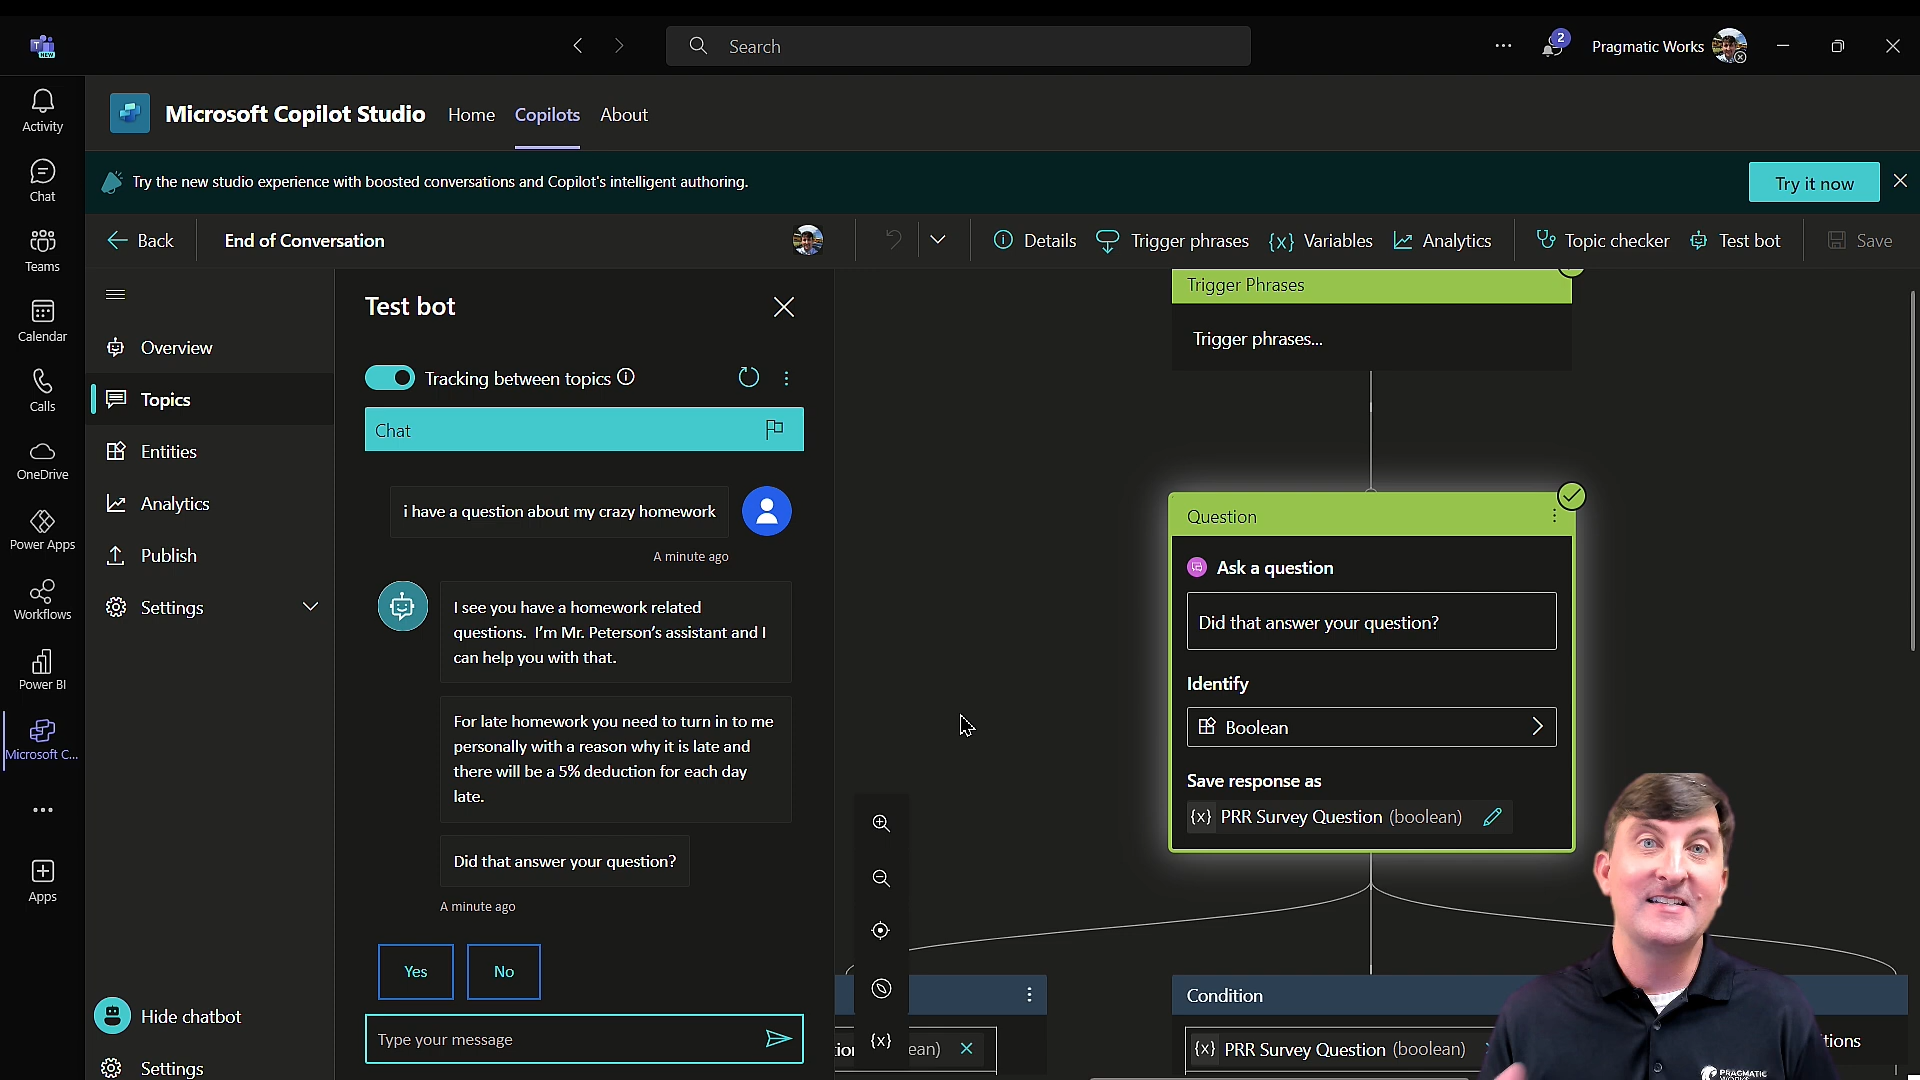 Search
2
Pragmatic Works
NEW
Activity
Chat
Teams
Calendar
Calls
OneDrive
Power Apps
Workflows
Power BI
Microsoft C...
Apps
Microsoft Copilot Studio
Home
Copilots
About
Try the new studio experience with boosted conversations and Copilot's intelligent authoring.
Try it now
Back
End of Conversation
Details
Trigger phrases
{x} Variables
Analytics
Topic checker
Test bot
Save
Overview
Topics
Entities
Analytics
Publish
Settings
Hide chatbot
Settings
Test bot
Tracking between topics
Chat
i have a question about my crazy homework
A minute ago
I see you have a homework related
questions. I'm Mr. Peterson's assistant and I
can help you with that.
For late homework you need to turn in to me
personally with a reason why it is late and
there will be a 5% deduction for each day
late.
Did that answer your question?
A minute ago
Yes
No
Type your message
Trigger Phrases
Trigger phrases...
Question
Ask a question
Did that answer your question?
Identify
Boolean
Save response as
{x} PRR Survey Question (boolean)
{x}
ean)
Condition
{x} PRR Survey Question (boolean)
tions
PRAGMATIC
WORKS